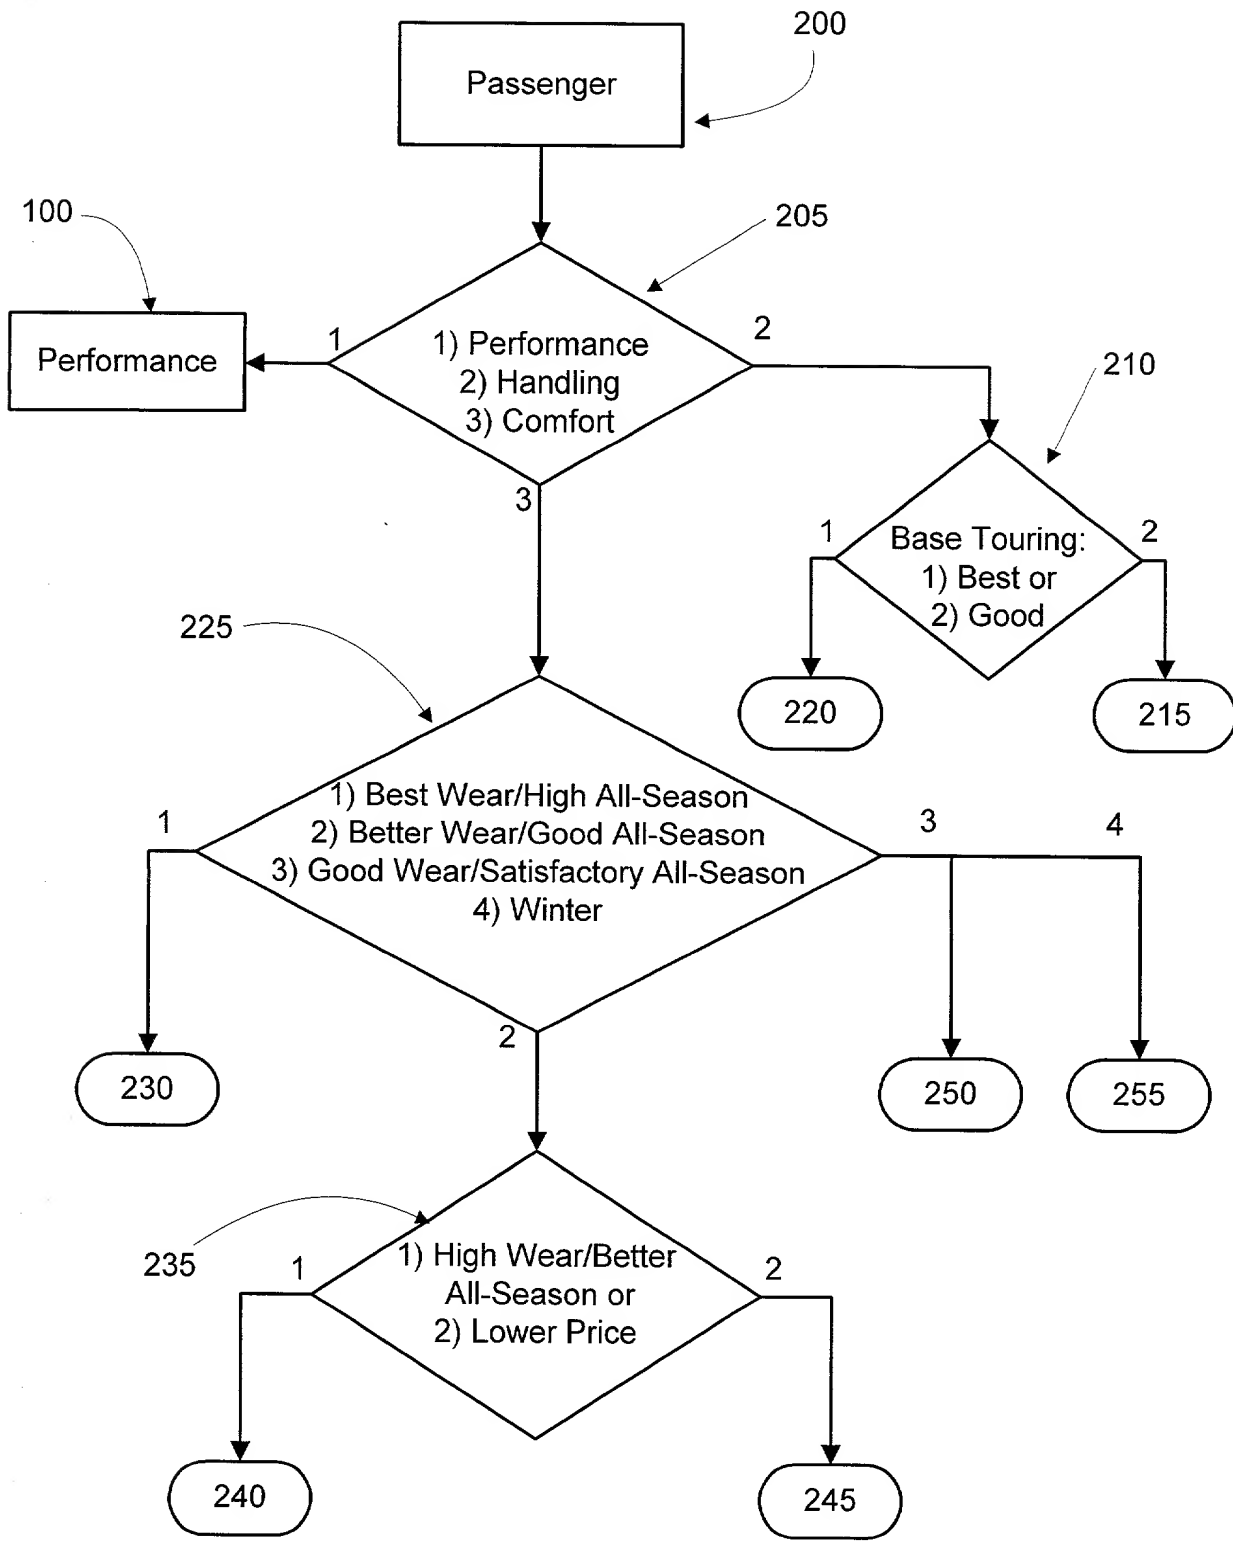 200
Passenger
100
205
Performance
1
1) Performance
2) Handling
3) Comfort
2
210
3
1
Base Touring:
1) Best or
2) Good
2
225
220
215
1
1) Best Wear/High All-Season
2) Better Wear/Good All-Season
3) Good Wear/Satisfactory All-Season
4) Winter
3
4
2
230
250
255
235
1
1) High Wear/Better
All-Season or
2) Lower Price
2
240
245